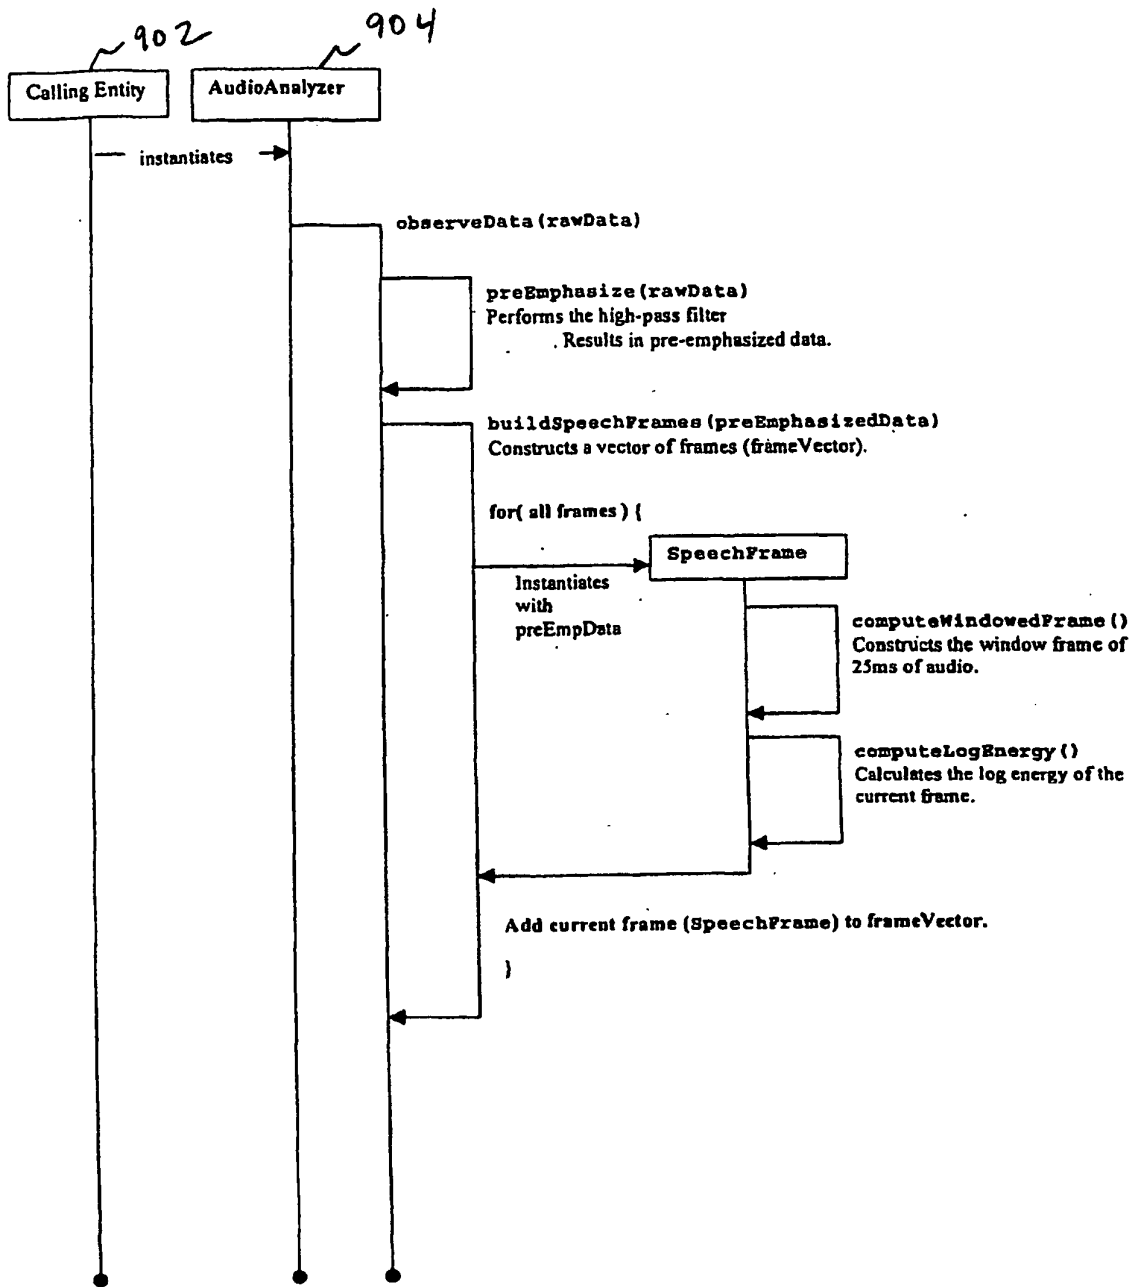 902
904
Calling Entity
AudioAnalyzer
instantiates
observeData(rawData)
preEmphasize(rawData)
Performs the high-pass filter
Results in pre-emphasized data.
buildSpeechFrames(preEmphasizedData)
Constructs a vector of frames (frameVector).
for( all frames ) {
SpeechFrame
Instantiates
with
preEmpData
computeWindowedFrame()
Constructs the window frame of
25ms of audio.
computeLogEnergy()
Calculates the log energy of the
current frame.
Add current frame (SpeechFrame) to frameVector.
}